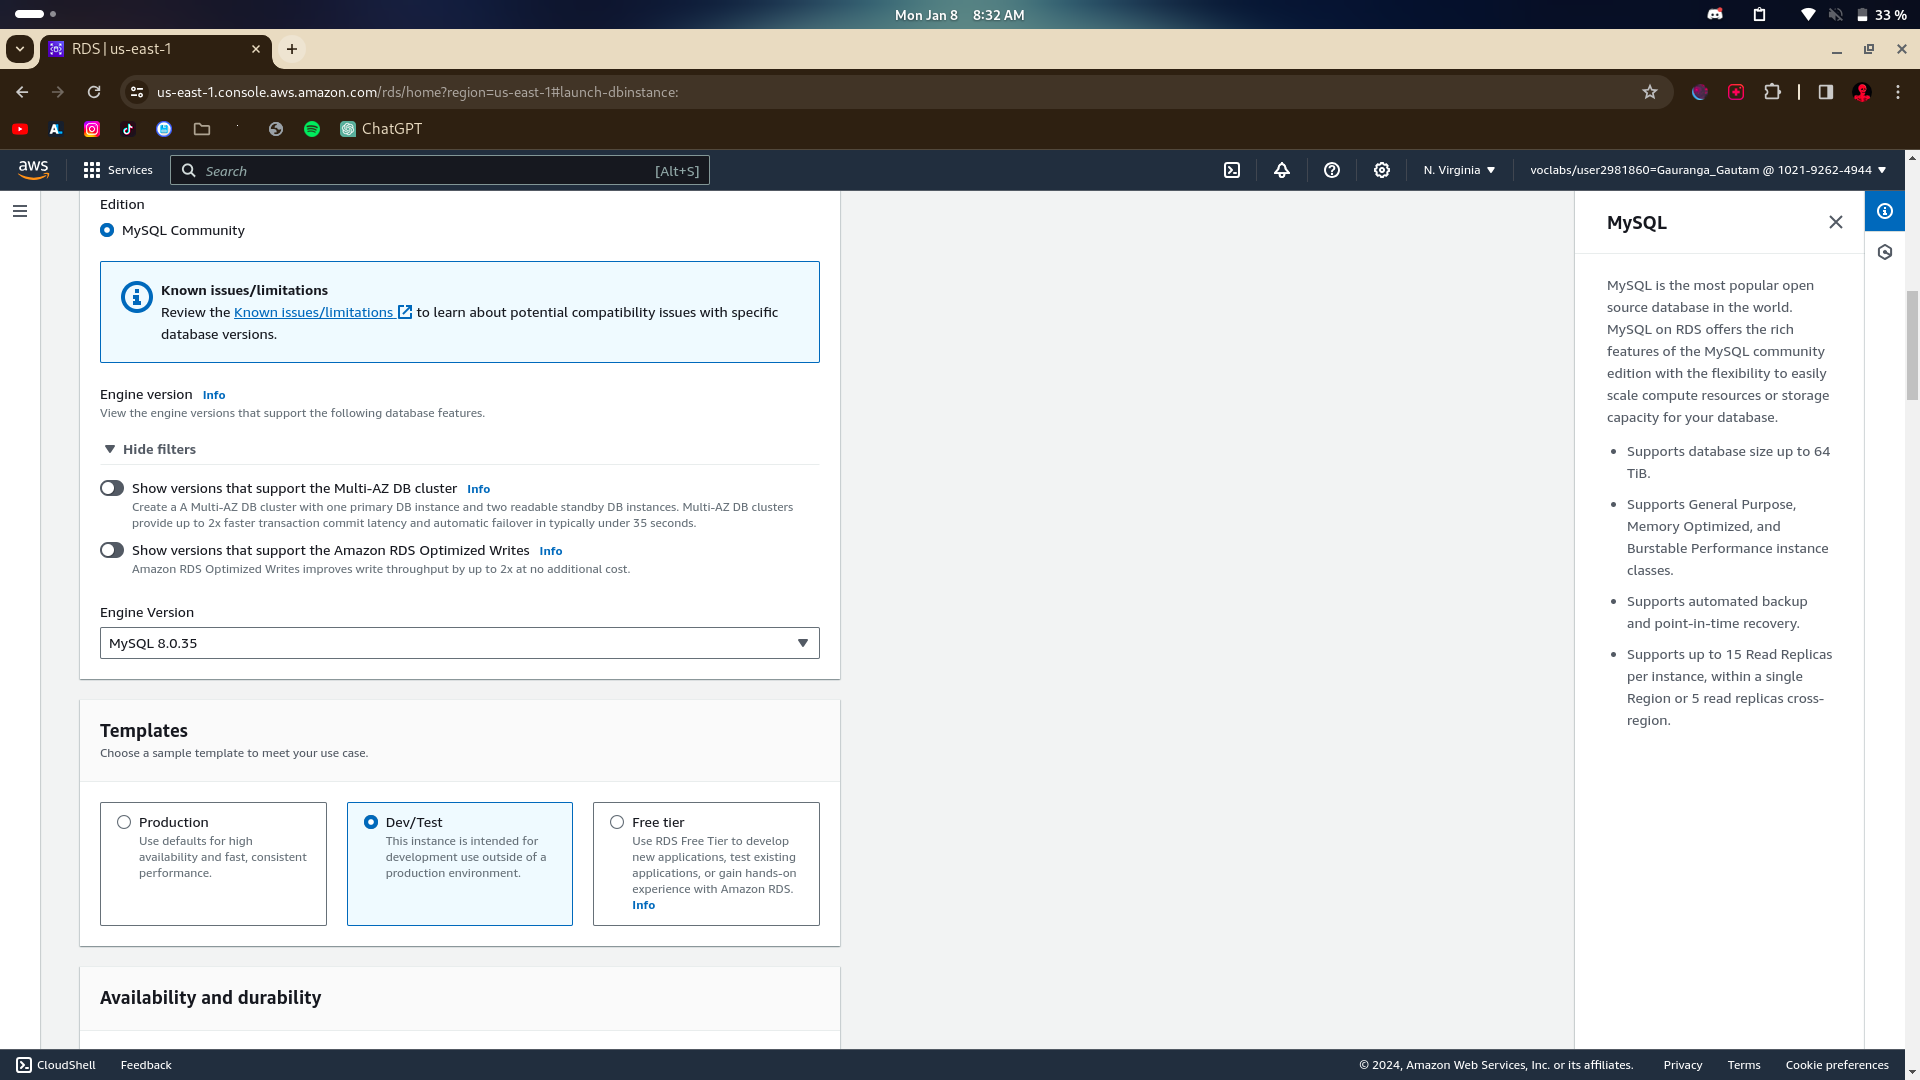 Mon Jan 8 8:32 AM
33 %
RDS | us-east-1
us-east-1.console.aws.amazon.com/rds/home?region=us-east-1#launch-dbinstance:
ChatGPT
aws
Services
Search
[Alt+S]
N. Virginia
voclabs/user2981860=Gauranga_Gautam @ 1021-9262-4944
Edition
MySQL Community
Known issues/limitations
Review the Known issues/limitations to learn about potential compatibility issues with specific
database versions.
Engine version Info
View the engine versions that support the following database features.
Hide filters
Show versions that support the Multi-AZ DB cluster Info
Create a A Multi-AZ DB cluster with one primary DB instance and two readable standby DB instances. Multi-AZ DB clusters
provide up to 2x faster transaction commit latency and automatic failover in typically under 35 seconds.
Show versions that support the Amazon RDS Optimized Writes Info
Amazon RDS Optimized Writes improves write throughput by up to 2x at no additional cost.
Engine Version
MySQL 8.0.35
Templates
Choose a sample template to meet your use case.
Production
Use defaults for high
availability and fast, consistent
performance.
Dev/Test
This instance is intended for
development use outside of a
production environment.
Free tier
Use RDS Free Tier to develop
new applications, test existing
applications, or gain hands-on
experience with Amazon RDS.
Info
Availability and durability
MySQL
MySQL is the most popular open
source database in the world.
MySQL on RDS offers the rich
features of the MySQL community
edition with the flexibility to easily
scale compute resources or storage
capacity for your database.
• Supports database size up to 64
TiB.
• Supports General Purpose,
Memory Optimized, and
Burstable Performance instance
classes.
• Supports automated backup
and point-in-time recovery.
• Supports up to 15 Read Replicas
per instance, within a single
Region or 5 read replicas cross-
region.
CloudShell
Feedback
© 2024, Amazon Web Services, Inc. or its affiliates.
Privacy
Terms
Cookie preferences